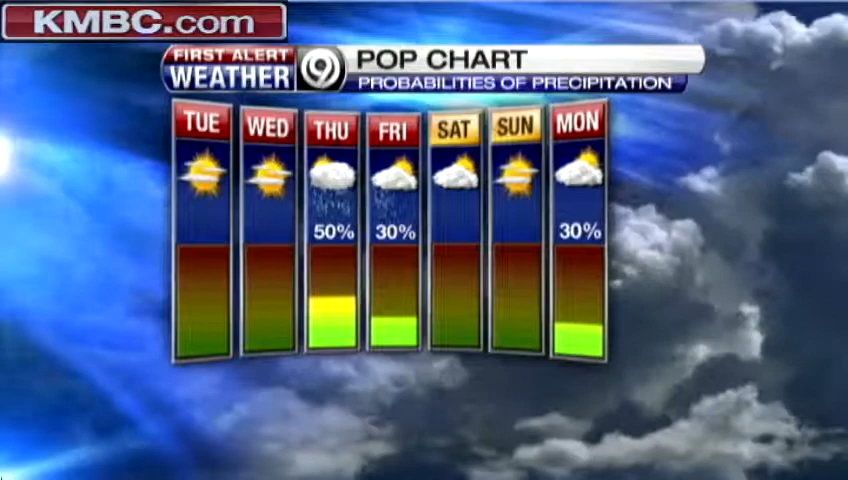 KMBC.com
FIRST ALERT
WEATHER 9
POP CHART
PROBABILITIES OF PRECIPITATION
TUE WED THU FRI SAT SUN MON
50% 30% 30%